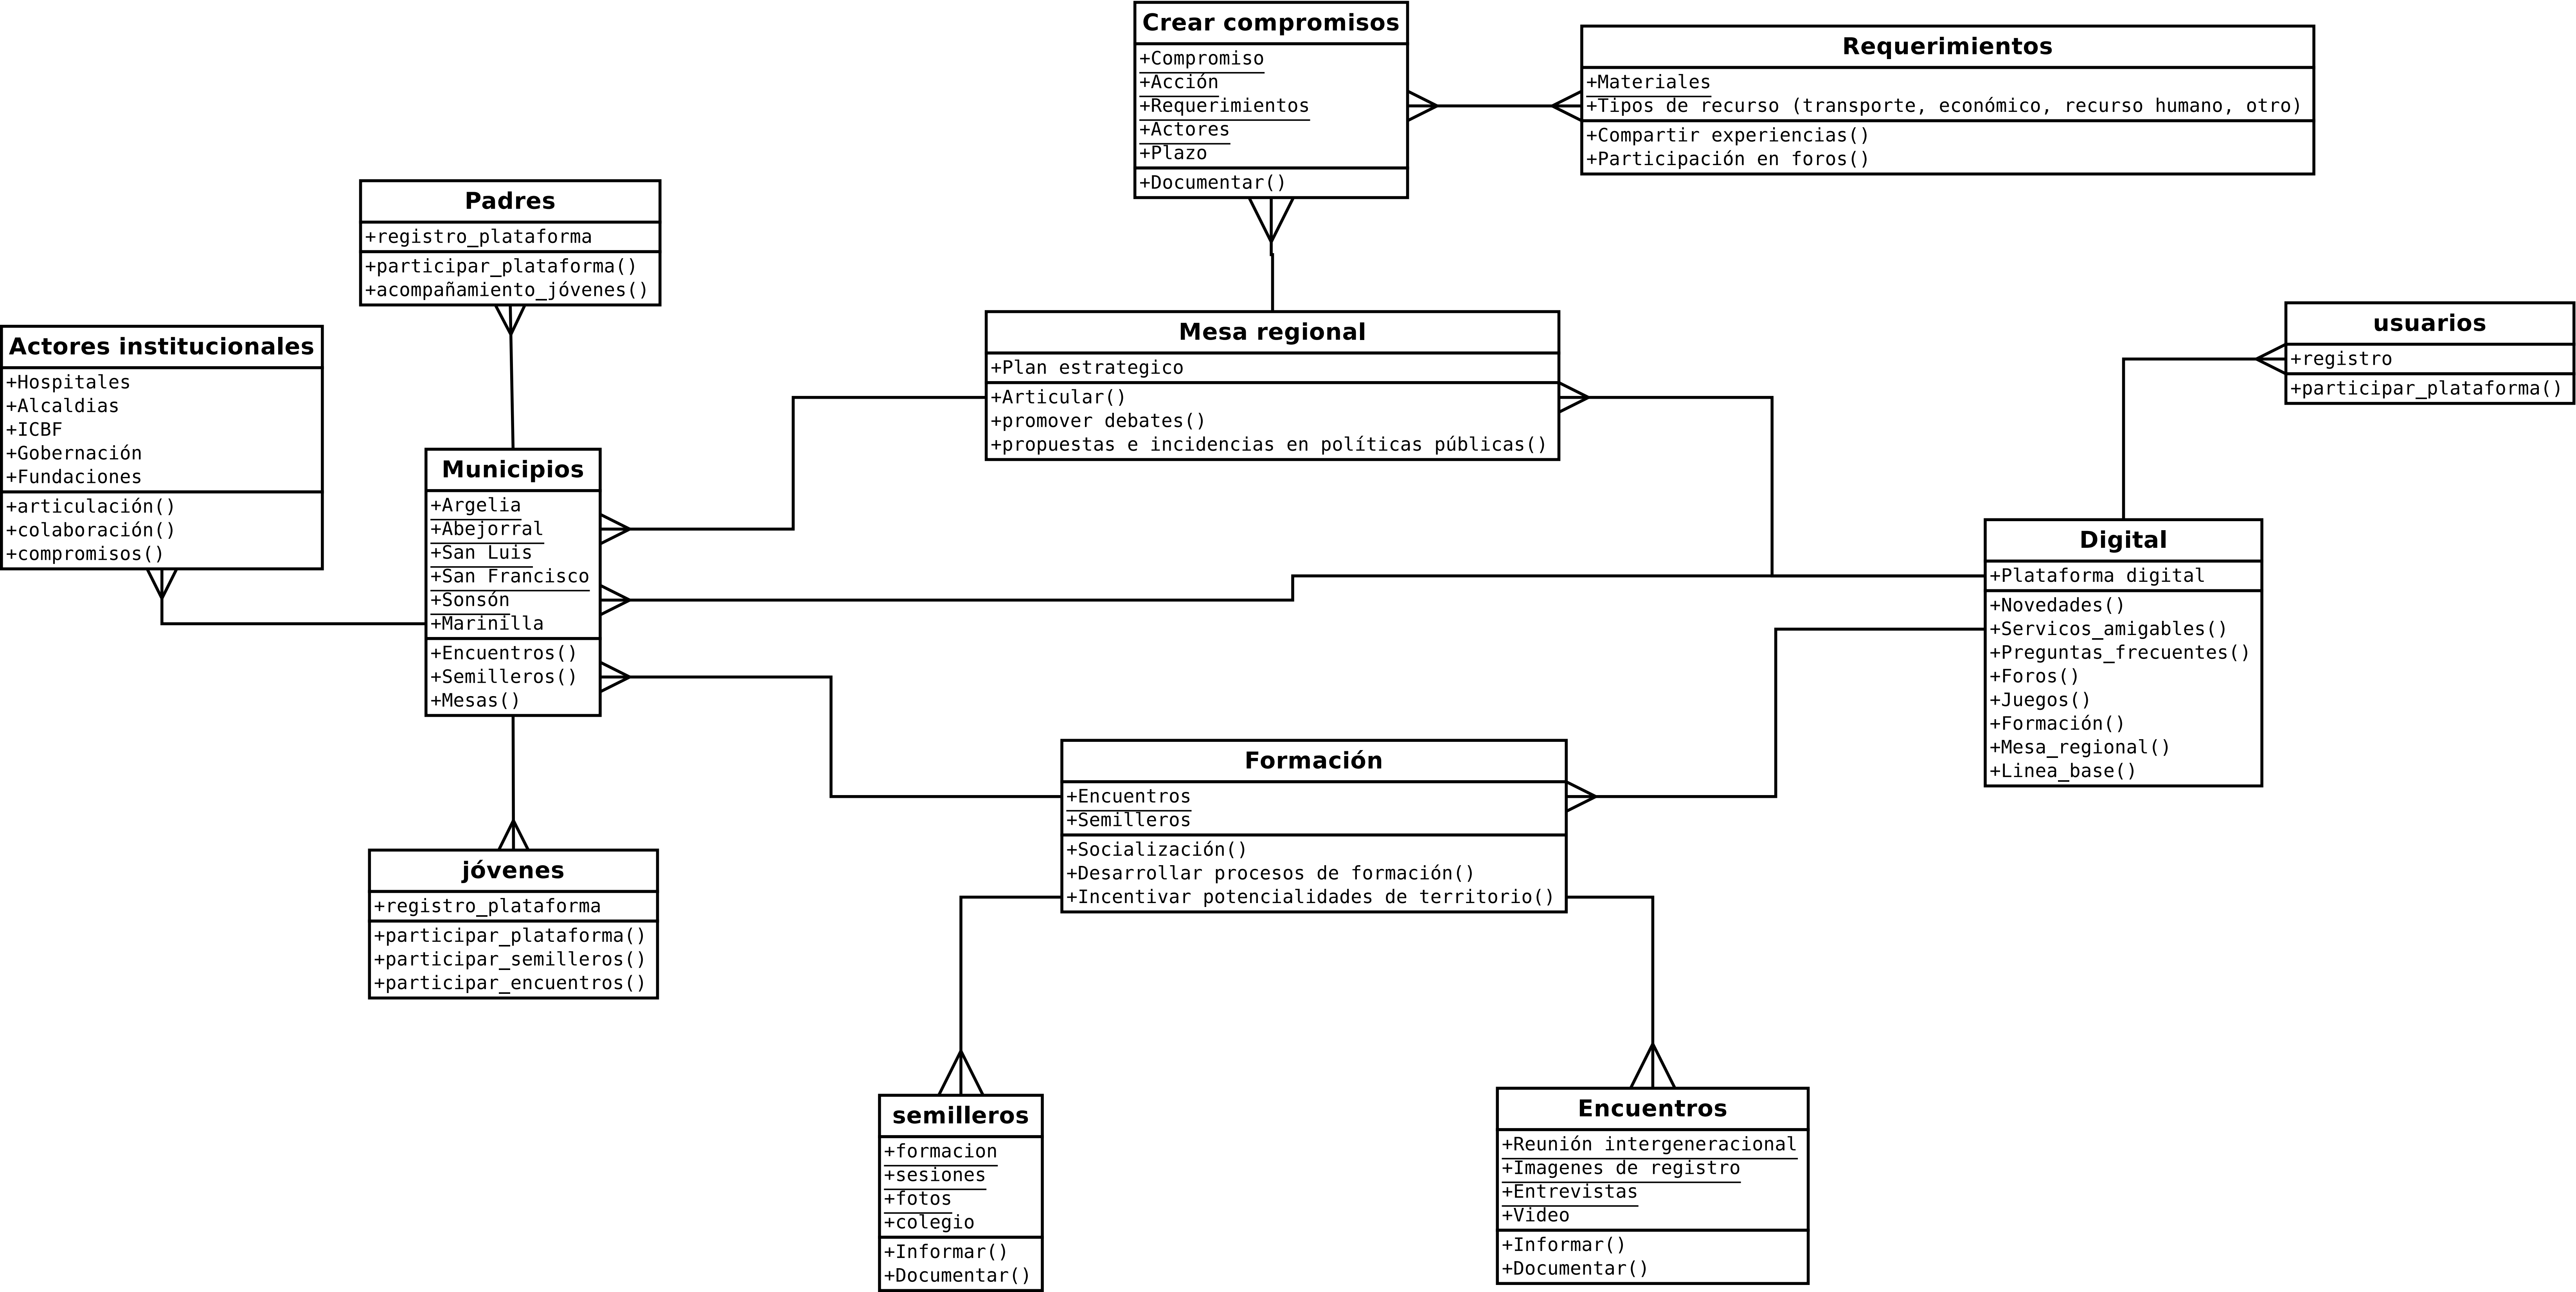 Crear compromisos
+Compromiso
+Acción
+Requerimientos
+Actores
+Plazo
+Documentar()
Requerimientos
+Materiales
+Tipos de recurso (transporte, económico, recurso humano, otro)
+Compartir experiencias()
+Participación en foros()
Padres
+registro_plataforma
+participar_plataforma()
+acompañamiento_jóvenes()
Actores institucionales
+Hospitales
+Alcaldias
+ICBF
+Gobernación
+Fundaciones
+articulación()
+colaboración()
+compromisos()
Mesa regional
+Plan estrategico
+Articular()
+promover debates()
+propuestas e incidencias en políticas públicas()
usuarios
+registro
+participar_plataforma()
Municipios
+Argelia
+Abejorral
+San Luis
+San Francisco
+Sonsón
+Marinilla
+Encuentros()
+Semilleros()
+Mesas()
Digital
+Plataforma digital
+Novedades()
+Servicos_amigables()
+Preguntas_frecuentes()
+Foros()
+Juegos()
+Formación()
+Mesa_regional()
+Linea_base()
Formación
+Encuentros
+Semilleros
+Socialización()
+Desarrollar procesos de formación()
+Incentivar potencialidades de territorio()
jóvenes
+registro_plataforma
+participar_plataforma()
+participar_semilleros()
+participar_encuentros()
semilleros
+formacion
+sesiones
+fotos
+colegio
+Informar()
+Documentar()
Encuentros
+Reunión intergeneracional
+Imagenes de registro
+Entrevistas
+Video
+Informar()
+Documentar()